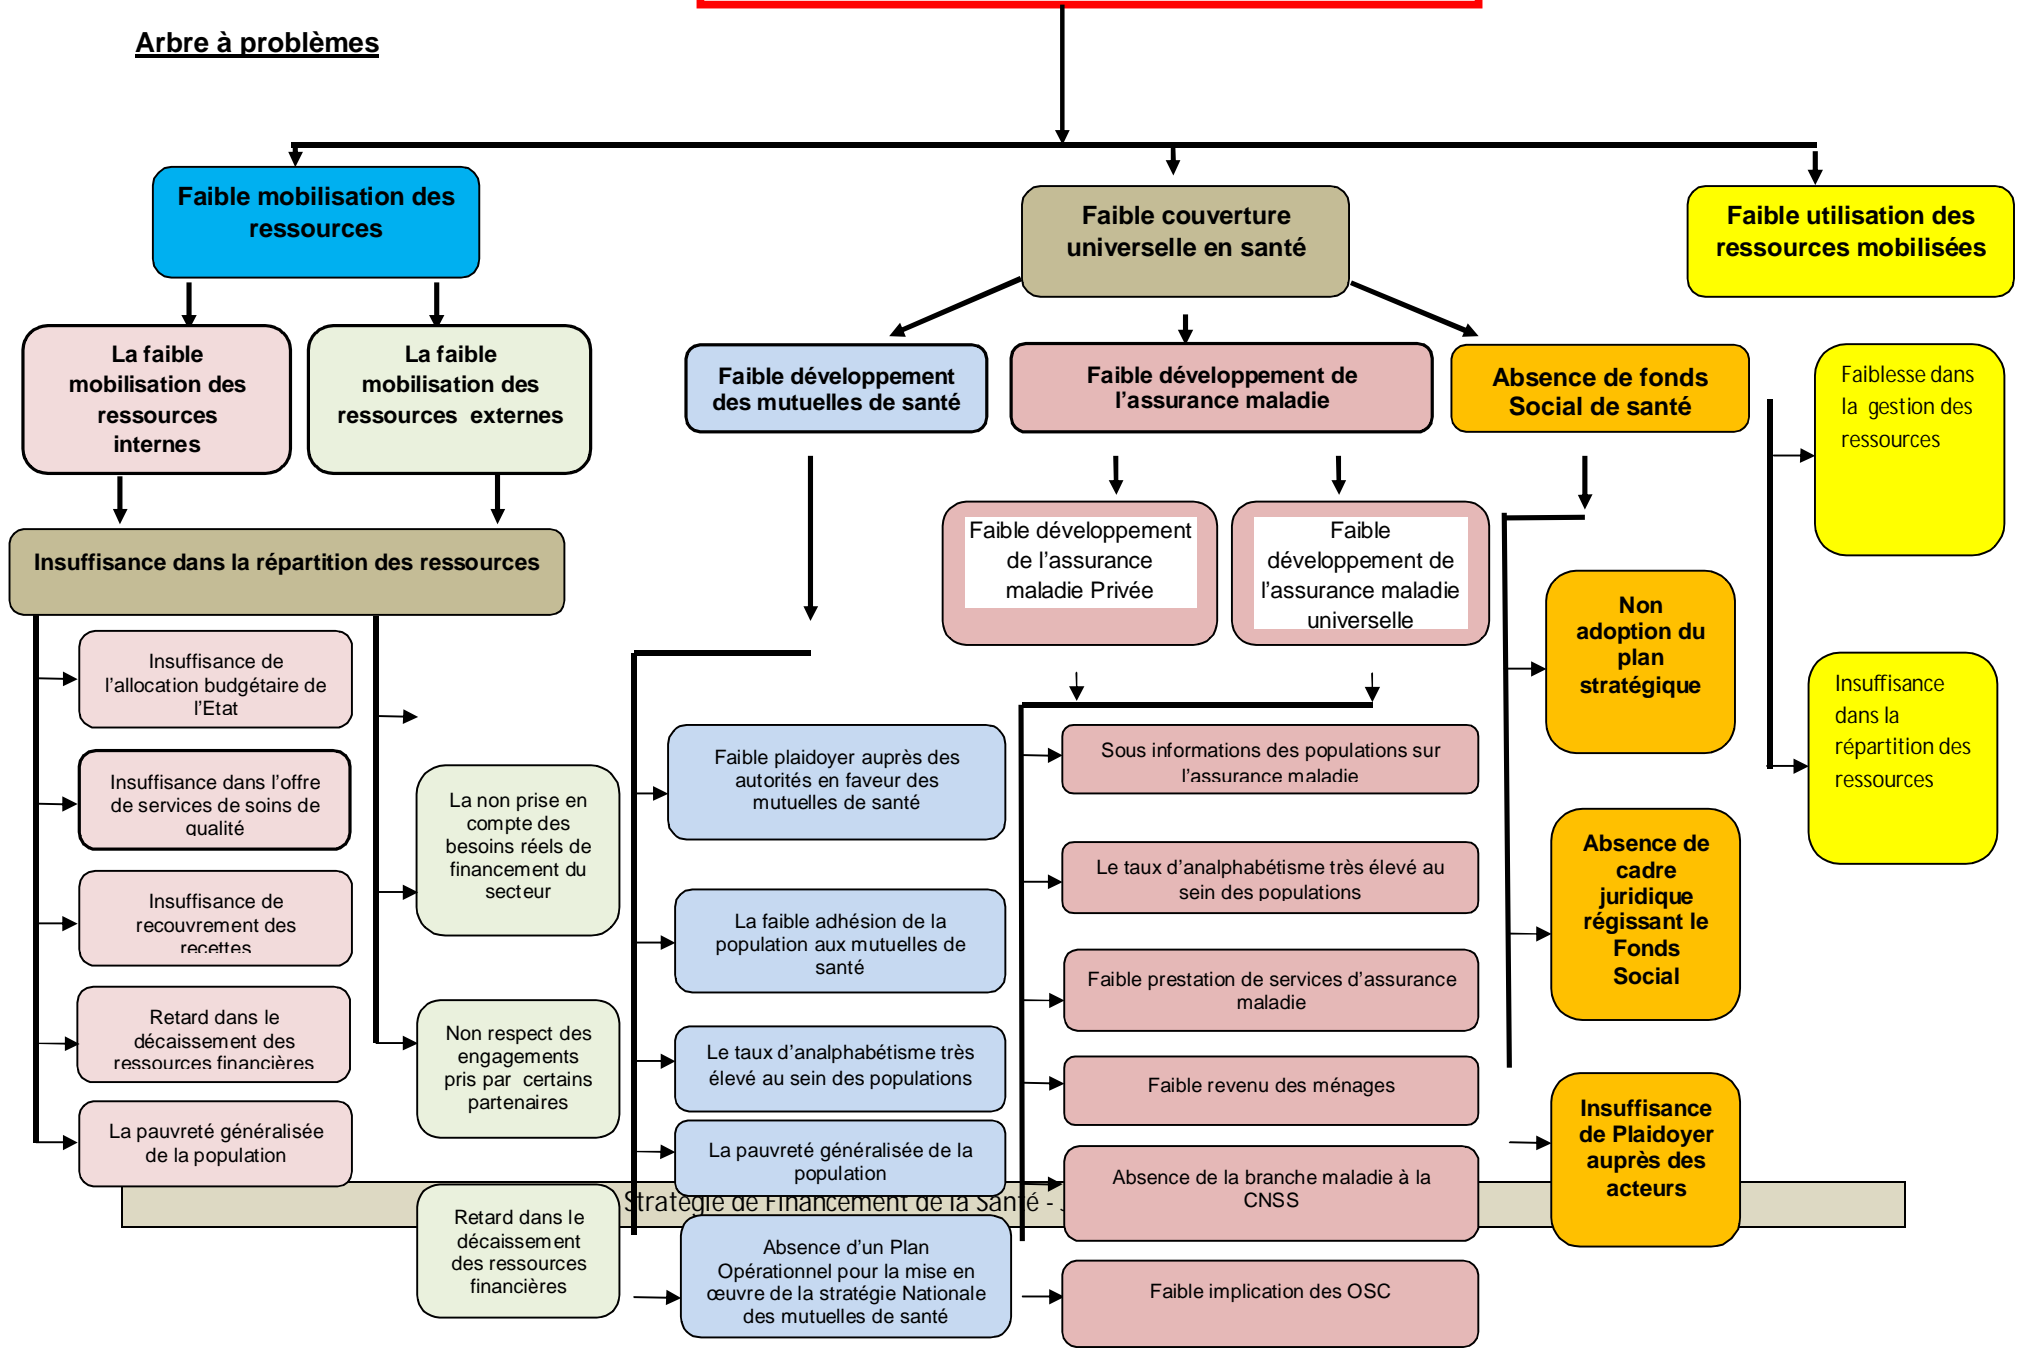 Arbre à problèmes
Faible mobilisation des
ressources
Faible couverture
universelle en santé
Faible utilisation des
ressources mobilisées
La faible
mobilisation des
ressources
internes
La faible
mobilisation des
ressources externes
Faible développement
des mutuelles de santé
Faible développement de
l’assurance maladie
Absence de fonds
Social de santé
Faiblesse dans
la gestion des
ressources
Insuffisance dans la répartition des ressources
Faible développement
de l’assurance
maladie Privée
Faible
développement de
l’assurance maladie
universelle
Non
adoption du
plan
stratégique
Insuffisance
dans la
répartition des
ressources
Insuffisance de
l’allocation budgétaire de
l’Etat
Insuffisance dans l’offre
de services de soins de
qualité
Insuffisance de
recouvrement des
recettes
Retard dans le
décaissement des
ressources financières
La pauvreté généralisée
de la population
La non prise en
compte des
besoins réels de
financement du
secteur
Non respect des
engagements
pris par certains
partenaires
Retard dans le
décaissement
des ressources
financières
Faible plaidoyer auprès des
autorités en faveur des
mutuelles de santé
La faible adhésion de la
population aux mutuelles de
santé
Le taux d’analphabétisme très
élevé au sein des populations
La pauvreté généralisée de la
population
Absence d’un Plan
Opérationnel pour la mise en
œuvre de la stratégie Nationale
des mutuelles de santé
Sous informations des populations sur
l’assurance maladie
Le taux d’analphabétisme très élevé au
sein des populations
Faible prestation de services d’assurance
maladie
Faible revenu des ménages
Absence de la branche maladie à la
CNSS
Faible implication des OSC
Absence de
cadre
juridique
régissant le
Fonds
Social
Insuffisance
de Plaidoyer
auprès des
acteurs
Stratégie de Financement de la Santé -